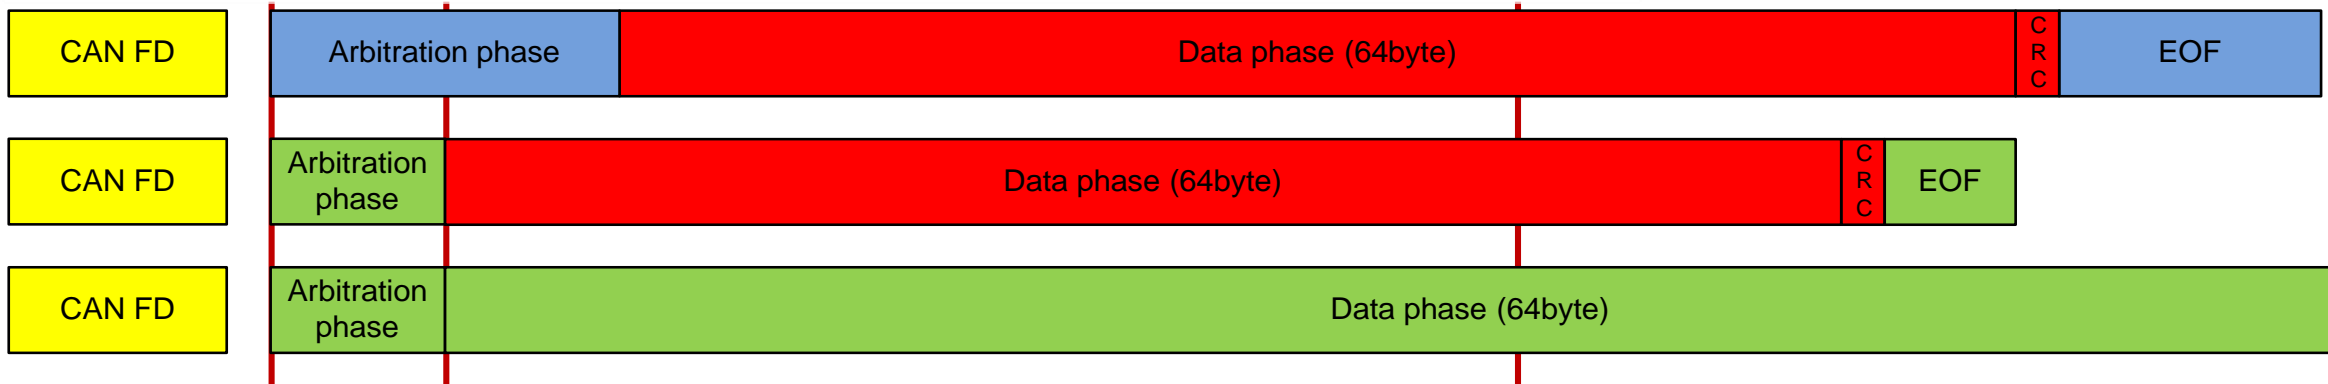 CAN FD
Arbitration phase
Data phase (64byte)
C
R
C
EOF
CAN FD
Arbitration
phase
Data phase (64byte)
C
R
C
EOF
CAN FD
Arbitration
phase
Data phase (64byte)